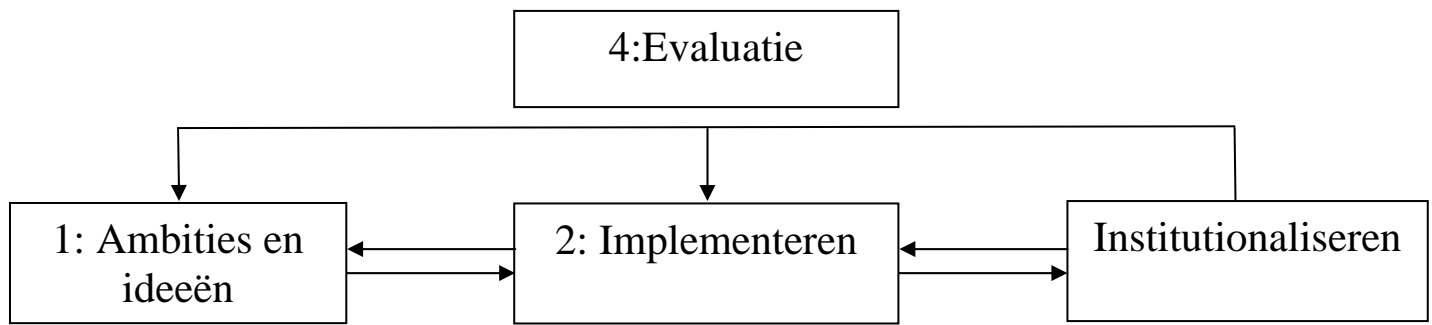 4:Evaluatie
1: Ambities en
ideeën
2: Implementeren
Institutionaliseren